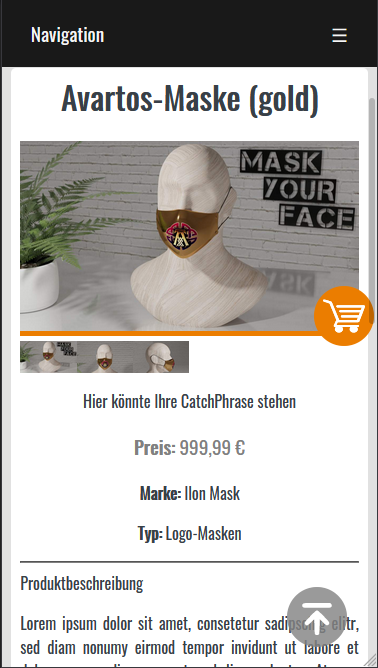 Navigation
Avartos-Maske (gold)
MASK
YOUR
FACE
Hier könnte Ihre CatchPhrase stehen
Preis: 999,99 €
Marke: Ilon Mask
Typ: Logo-Masken
Produktbeschreibung
Lorem ipsum dolor sit amet, consetetur sadipscing elitr,
sed diam nonumy eirmod tempor invidunt ut labore et